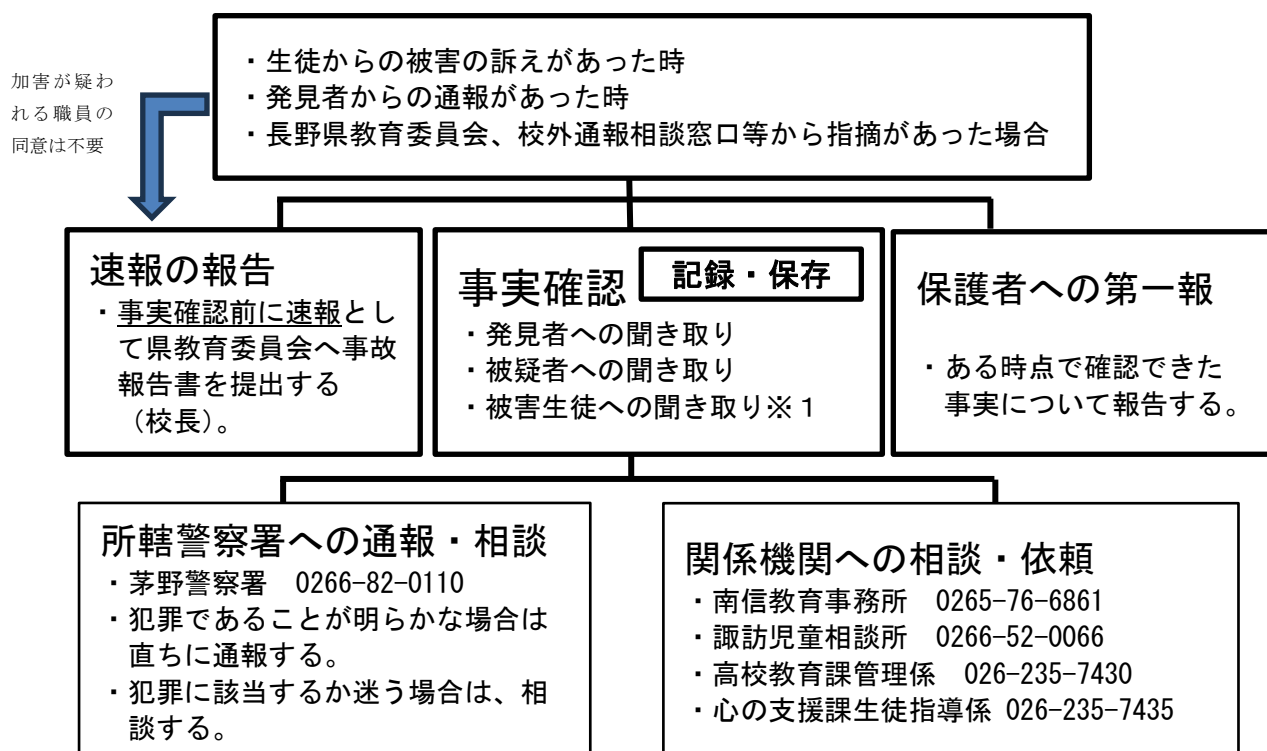 ・生徒からの被害の訴えがあった時
・発見者からの通報があった時
・長野県教育委員会、校外通報相談窓口等から指摘があった場合
加害が疑わ
れる職員の
同意は不要
速報の報告
・事実確認前に速報とし
て県教育委員会へ事故
報告書を提出する
（校長）。
事実確認
記録・保存
・発見者への聞き取り
・被疑者への聞き取り
・被害生徒への聞き取り※１
保護者への第一報
・ある時点で確認できた
事実について報告する。
所轄警察署への通報・相談
・茅野警察署　0266-82-0110
・犯罪であることが明らかな場合は
直ちに通報する。
・犯罪に該当するか迷う場合は、相
談する。
関係機関への相談・依頼
・南信教育事務所　0265-76-6861
・諏訪児童相談所　0266-52-0066
・高校教育課管理係　026-235-7430
・心の支援課生徒指導係 026-235-7435